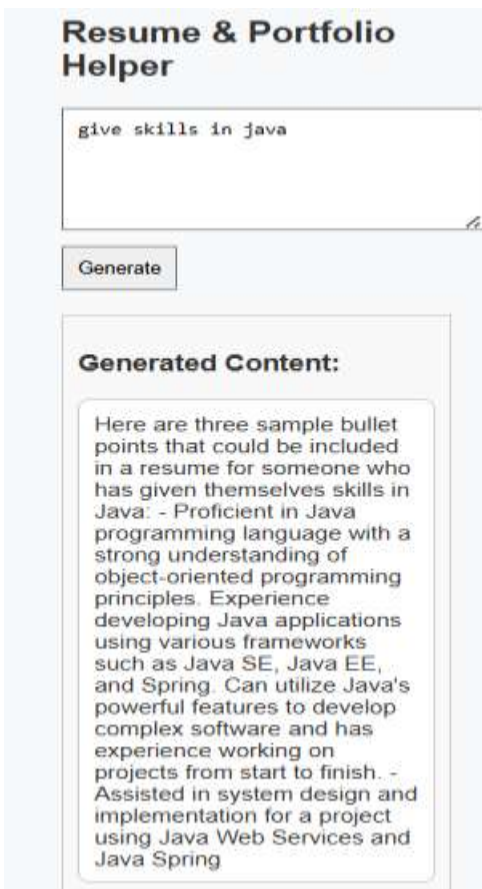 Resume & Portfolio
Helper
give skills in java
Generate
Generated Content:
Here are three sample bullet
points that could be included
in a resume for someone who
has given themselves skills in
Java: - Proficient in Java
programming language with a
strong understanding of
object-oriented programming
principles. Experience
developing Java applications
using various frameworks
such as Java SE, Java EE,
and Spring. Can utilize Java's
powerful features to develop
complex software and has
experience working on
projects from start to finish. -
Assisted in system design and
implementation for a project
using Java Web Services and
Java Spring